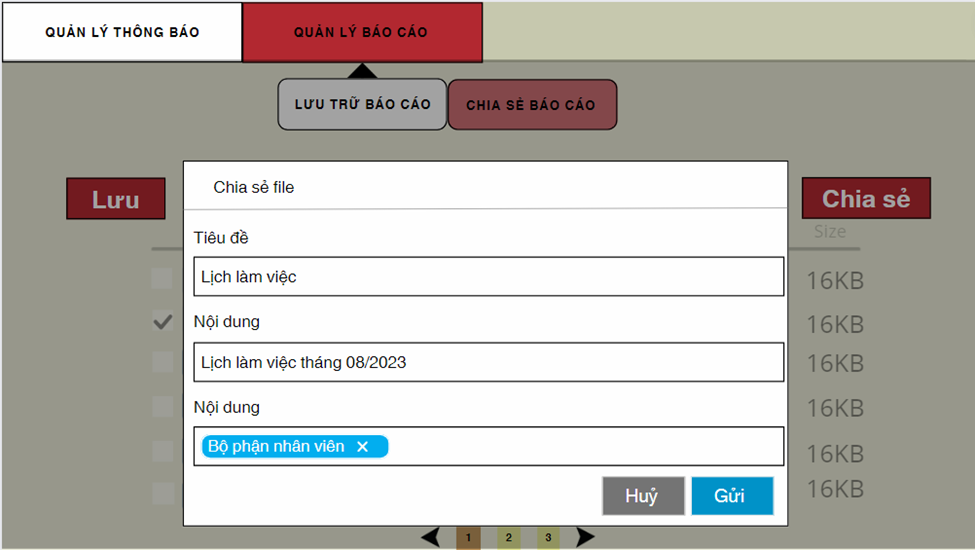 QUẢN LÝ THÔNG BÁO
QUẢN LÝ BÁO CÁO
LƯU TRỮ BÁO CÁO
CHIA SẺ BÁO CÁO
Lưu
Chia sẻ file
Chia sẻ
Size
Tiêu đề
Lịch làm việc
16KB
Nội dung
16KB
Lịch làm việc tháng 08/2023
16KB
Nội dung
16KB
Bộ phận nhân viên ✕
16KB
Huỷ
Gửi
16KB
1
2
3